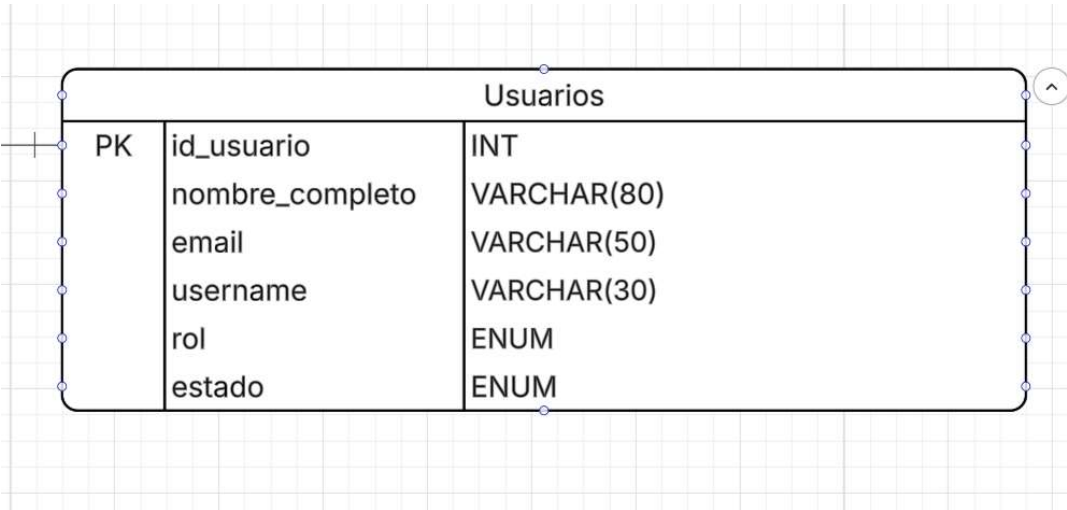 Usuarios
PK id_usuario INT
nombre_completo VARCHAR(80)
email VARCHAR(50)
username VARCHAR(30)
rol ENUM
estado ENUM